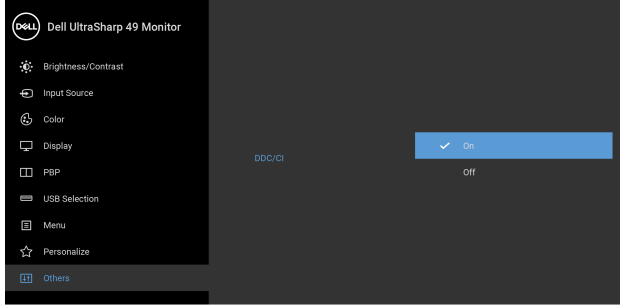 DELL
Dell UltraSharp 49 Monitor
Brightness/Contrast
Input Source
Color
Display
PBP
USB Selection
Menu
Personalize
Others
DDC/CI
On
Off